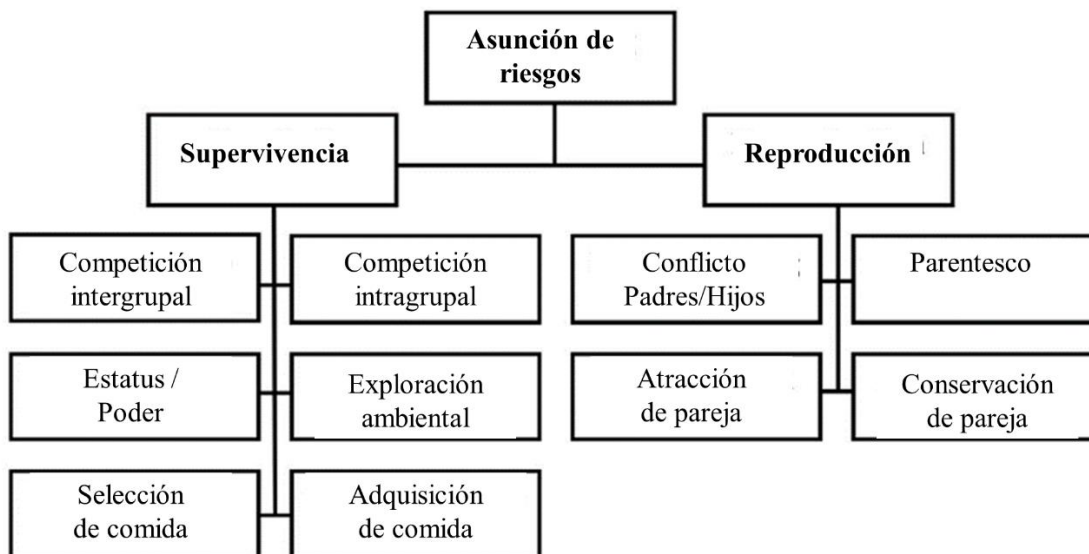 Asunción de
riesgos
Supervivencia
Reproducción
Competición
intergrupal
Competición
intragrupal
Conflicto
Padres/Hijos
Parentesco
Estatus /
Poder
Exploración
ambiental
Atracción
de pareja
Conservación
de pareja
Selección
de comida
Adquisición
de comida